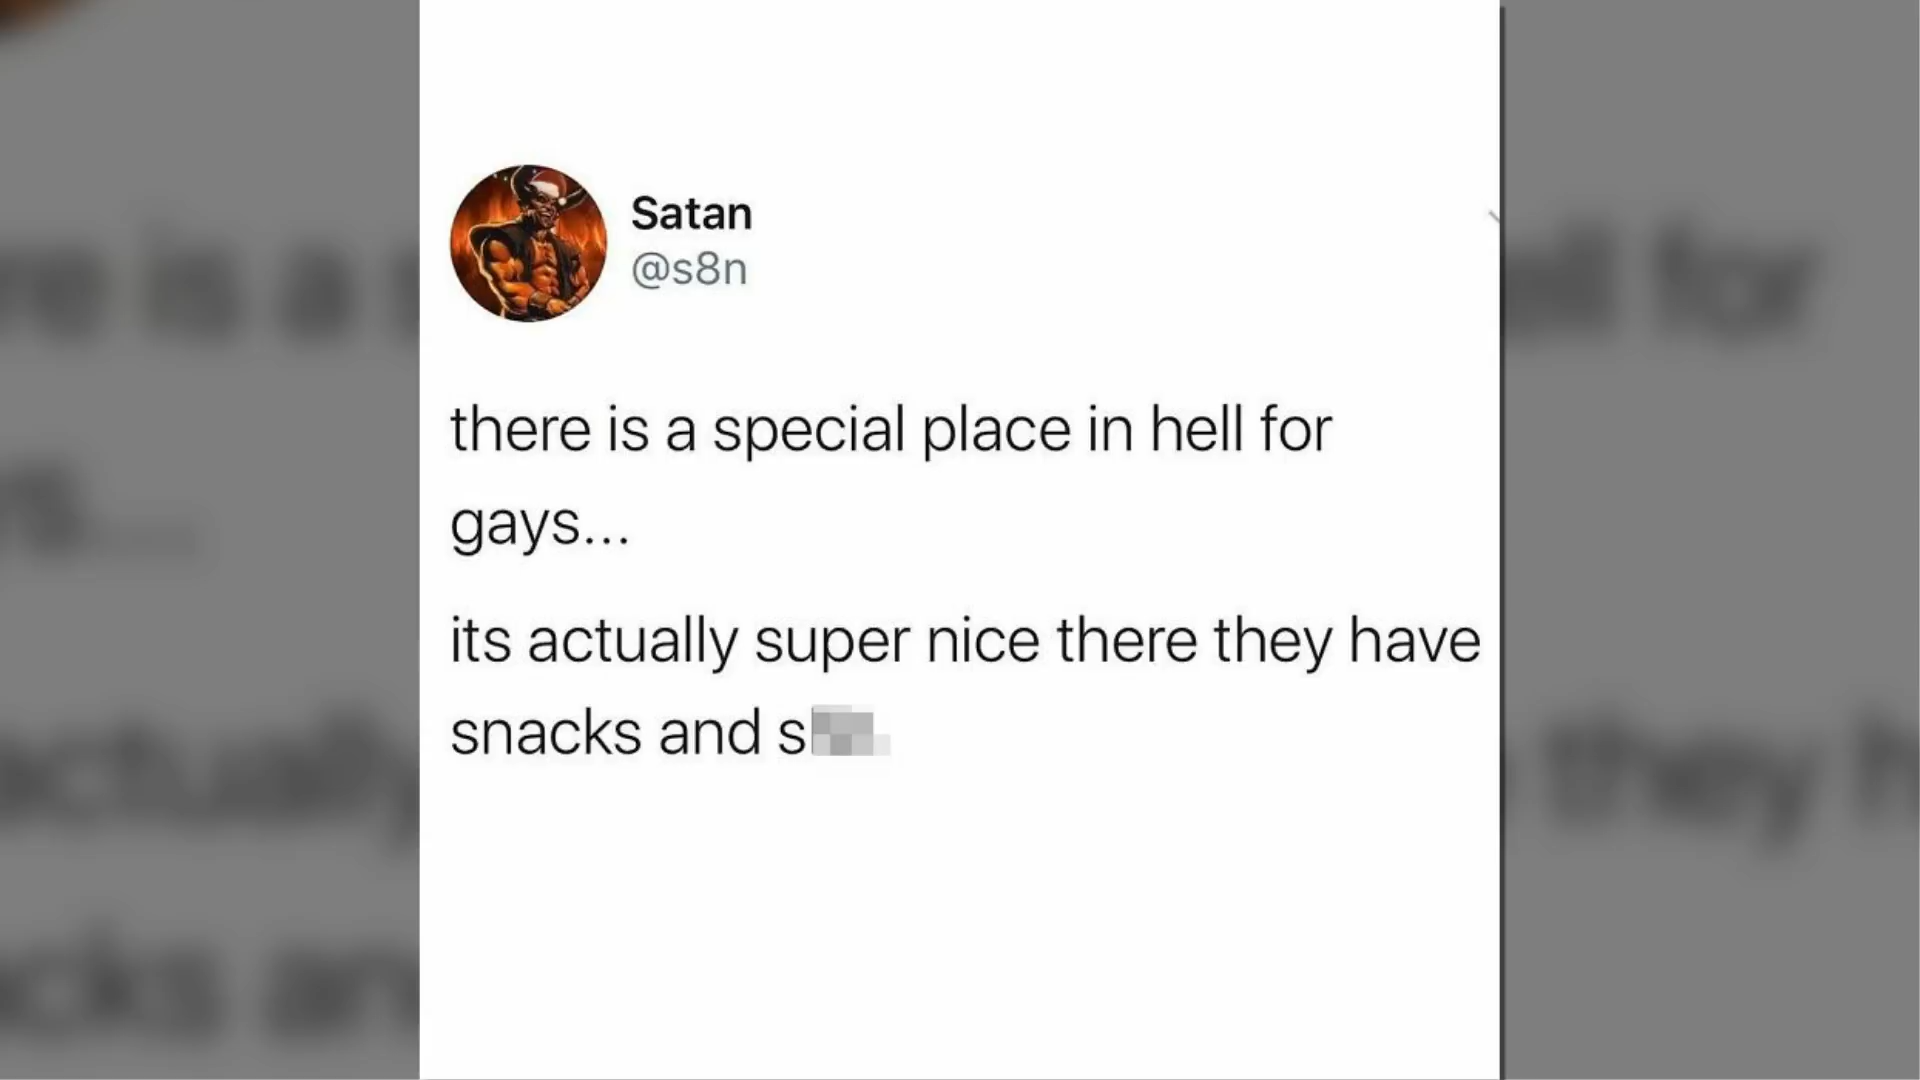 Satan
@s8n
there is a special place in hell for
gays...
its actually super nice there they have
snacks and s